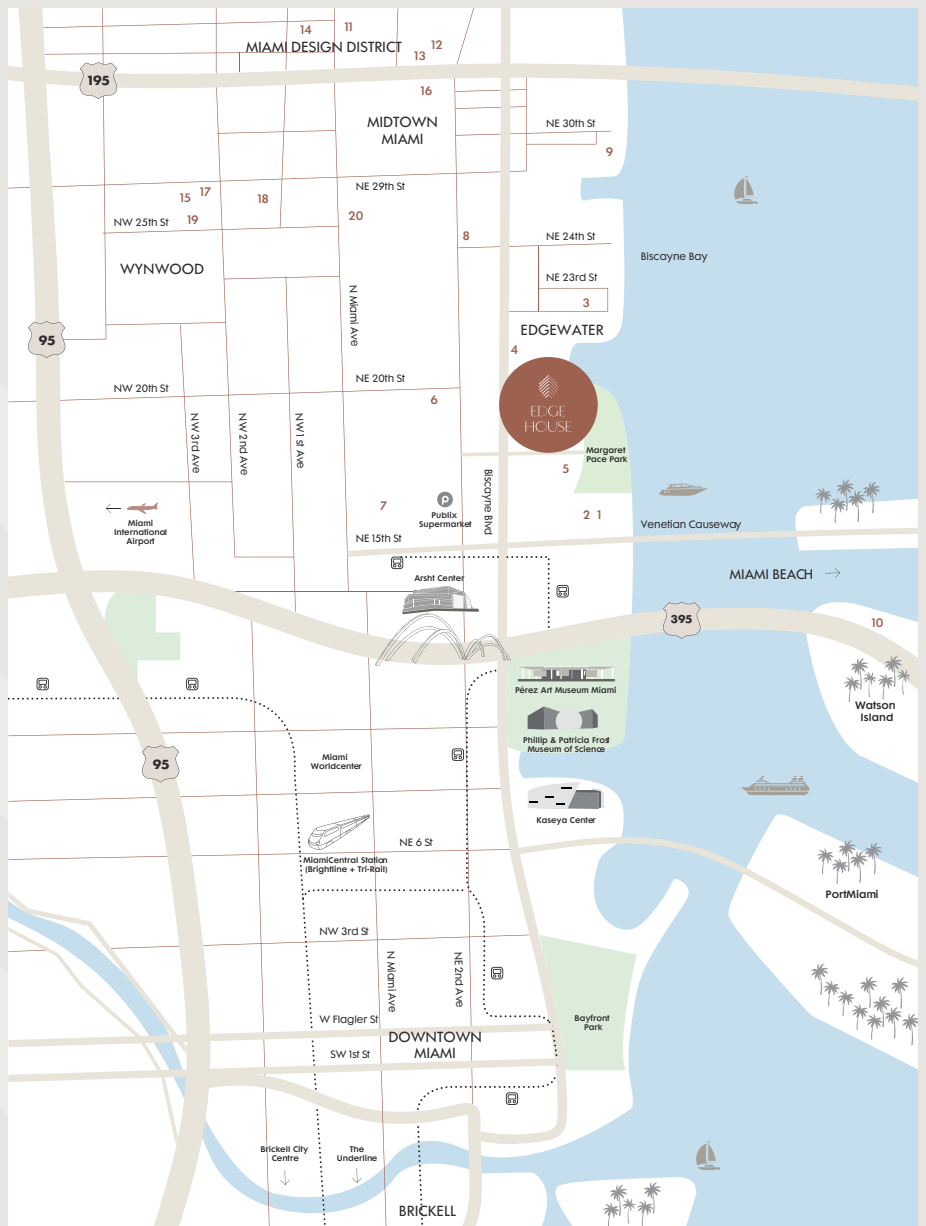 14
11
12
MIAMI DESIGN DISTRICT
13
195
16
MIDTOWN
MIAMI
NE 30th St
9
NE 29th St
15
17
18
19
20
NW 25th St
8
NE 24th St
Biscayne Bay
WYNWOOD
NE 23rd St
3
N Miami Ave
EDGEWATER
95
4
NE 20th St
NW 20th St
6
EDGE
HOUSE
NW 3rd Ave
NW 2nd Ave
NW 1st Ave
Margaret
Pace Park
5
Biscayne Blvd
Publix
Supermarket
7
2
1
Miami
International
Airport
Venetian Causeway
NE 15th St
MIAMI BEACH
Arsht Center
395
10
Pérez Art Museum Miami
Watson
Island
Phillip & Patricia Frost
Museum of Science
95
Miami
Worldcenter
Kaseya Center
NE 6 St
MiamiCentral Station
(Brightline + Tri-Rail)
PortMiami
NW 3rd St
N Miami Ave
NE 2nd Ave
W Flagler St
Bayfront
Park
DOWNTOWN
MIAMI
SW 1st St
Brickell City
Centre
The
Underline
BRICKELL